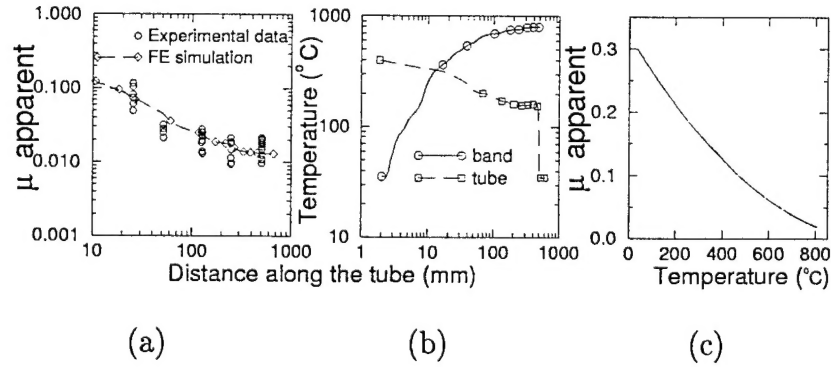 μ apparent
1.000
0.100
0.010
0.001
10
100
1000
Experimental data
FE simulation
Temperature (°C)
1000
100
10
1
10
100
1000
band
tube
Distance along the tube (mm)
μ apparent
0.3
0.2
0.1
0.0
0
200
400
600
800
Temperature (°C)
(a)
(b)
(c)